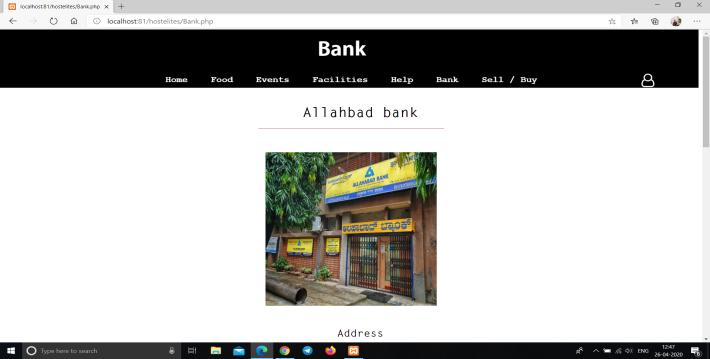 localhost:81/hostelites/Bank.php
localhost:81/hostelites/Bank.php
Bank
Home Food Events Facilities Help Bank Sell / Buy
Allahbad bank
ALLAHABAD BANK
ಅಲಹಾಬಾದ್ ಬ್ಯಾಂಕ್
Address
Type here to search
ENG
12:47
26-04-2020